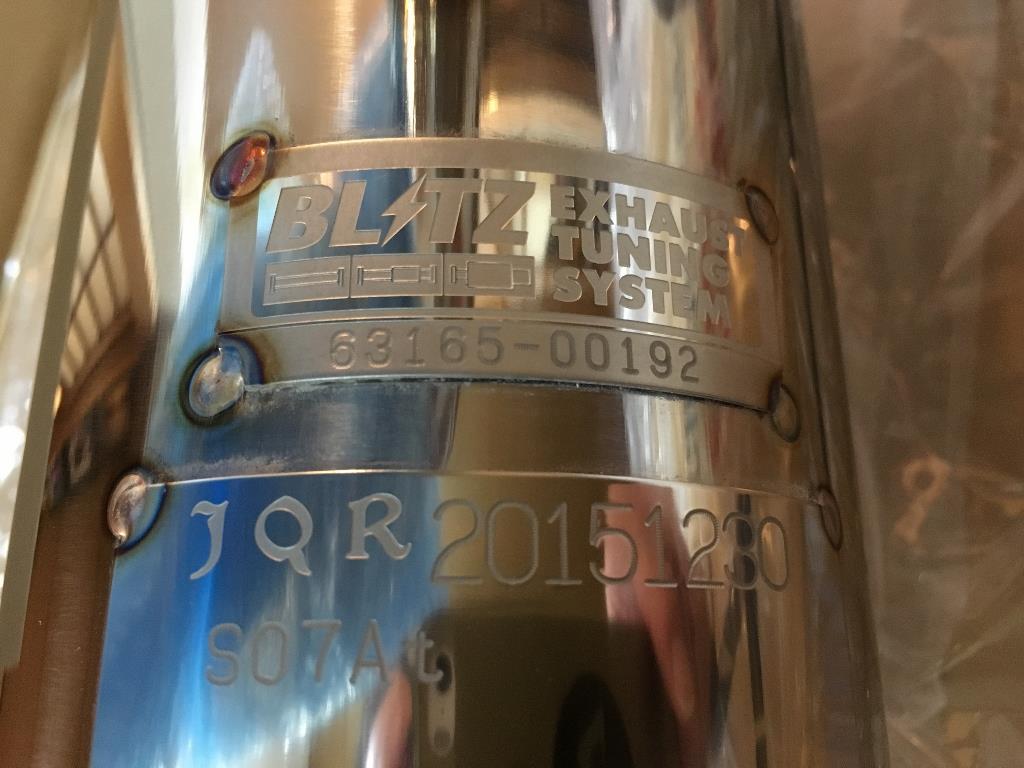 BLITZ EXHAUST
TUNING
SYSTEM
63165-00192
JQR 20151230
S07At